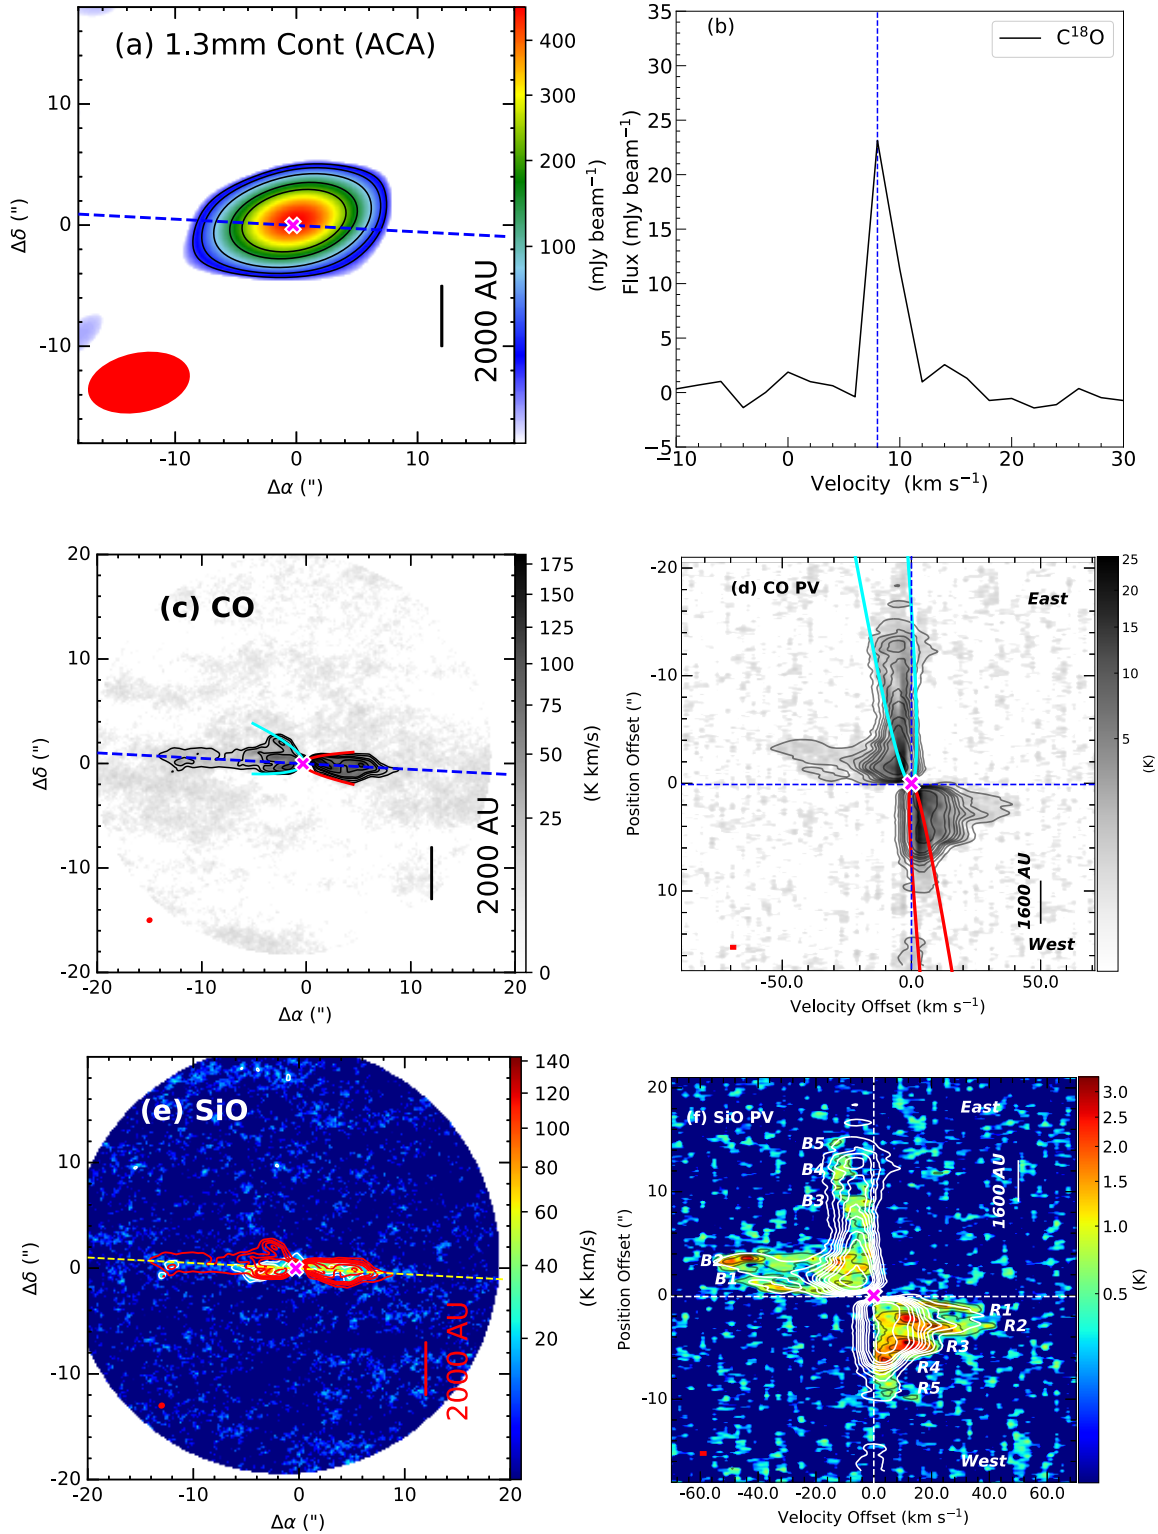 (a) 1.3mm Cont (ACA)
10
0
-10
-10
0
10
Δδ (")
Δα (")
2000 AU
400
300
200
100
(mJy beam⁻¹)
(b)
C¹⁸O
35
30
25
20
15
10
5
0
−5
-10
0
10
20
30
Flux (mJy beam⁻¹)
Velocity (km s⁻¹)
(c) CO
20
10
0
-10
-20
-20
-10
0
10
20
Δδ (")
Δα (")
2000 AU
175
150
125
100
75
50
25
0
(K km/s)
(d) CO PV
East
West
1600 AU
-20
10
0
10
-50.0
0.0
50.0
Position Offset (")
Velocity Offset (km s⁻¹)
25
20
15
10
5
(K)
(e) SiO
20
10
0
-10
-20
-20
-10
0
10
20
Δδ (")
Δα (")
2000 AU
140
120
100
80
60
40
20
(K km/s)
(f) SiO PV
East
West
1600 AU
B5
B4
B3
B2
B1
R1
R2
R3
R4
R5
20
10
0
-10
-60.0
-40.0
-20.0
0.0
20.0
40.0
60.0
Position Offset (")
Velocity Offset (km s⁻¹)
3.0
2.5
2.0
1.5
1.0
0.5
(K)